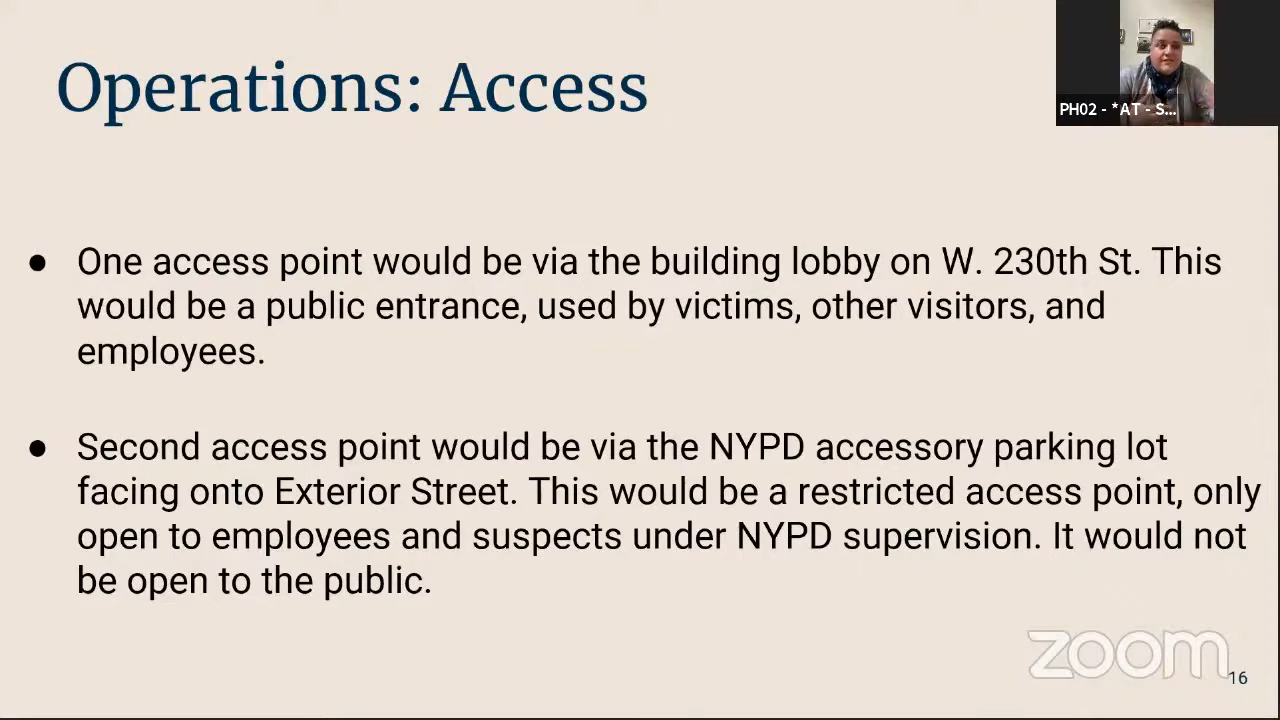 Operations: Access
PH02 - *AT - S...
● One access point would be via the building lobby on W. 230th St. This
would be a public entrance, used by victims, other visitors, and
employees.
● Second access point would be via the NYPD accessory parking lot
facing onto Exterior Street. This would be a restricted access point, only
open to employees and suspects under NYPD supervision. It would not
be open to the public.
zoom
16